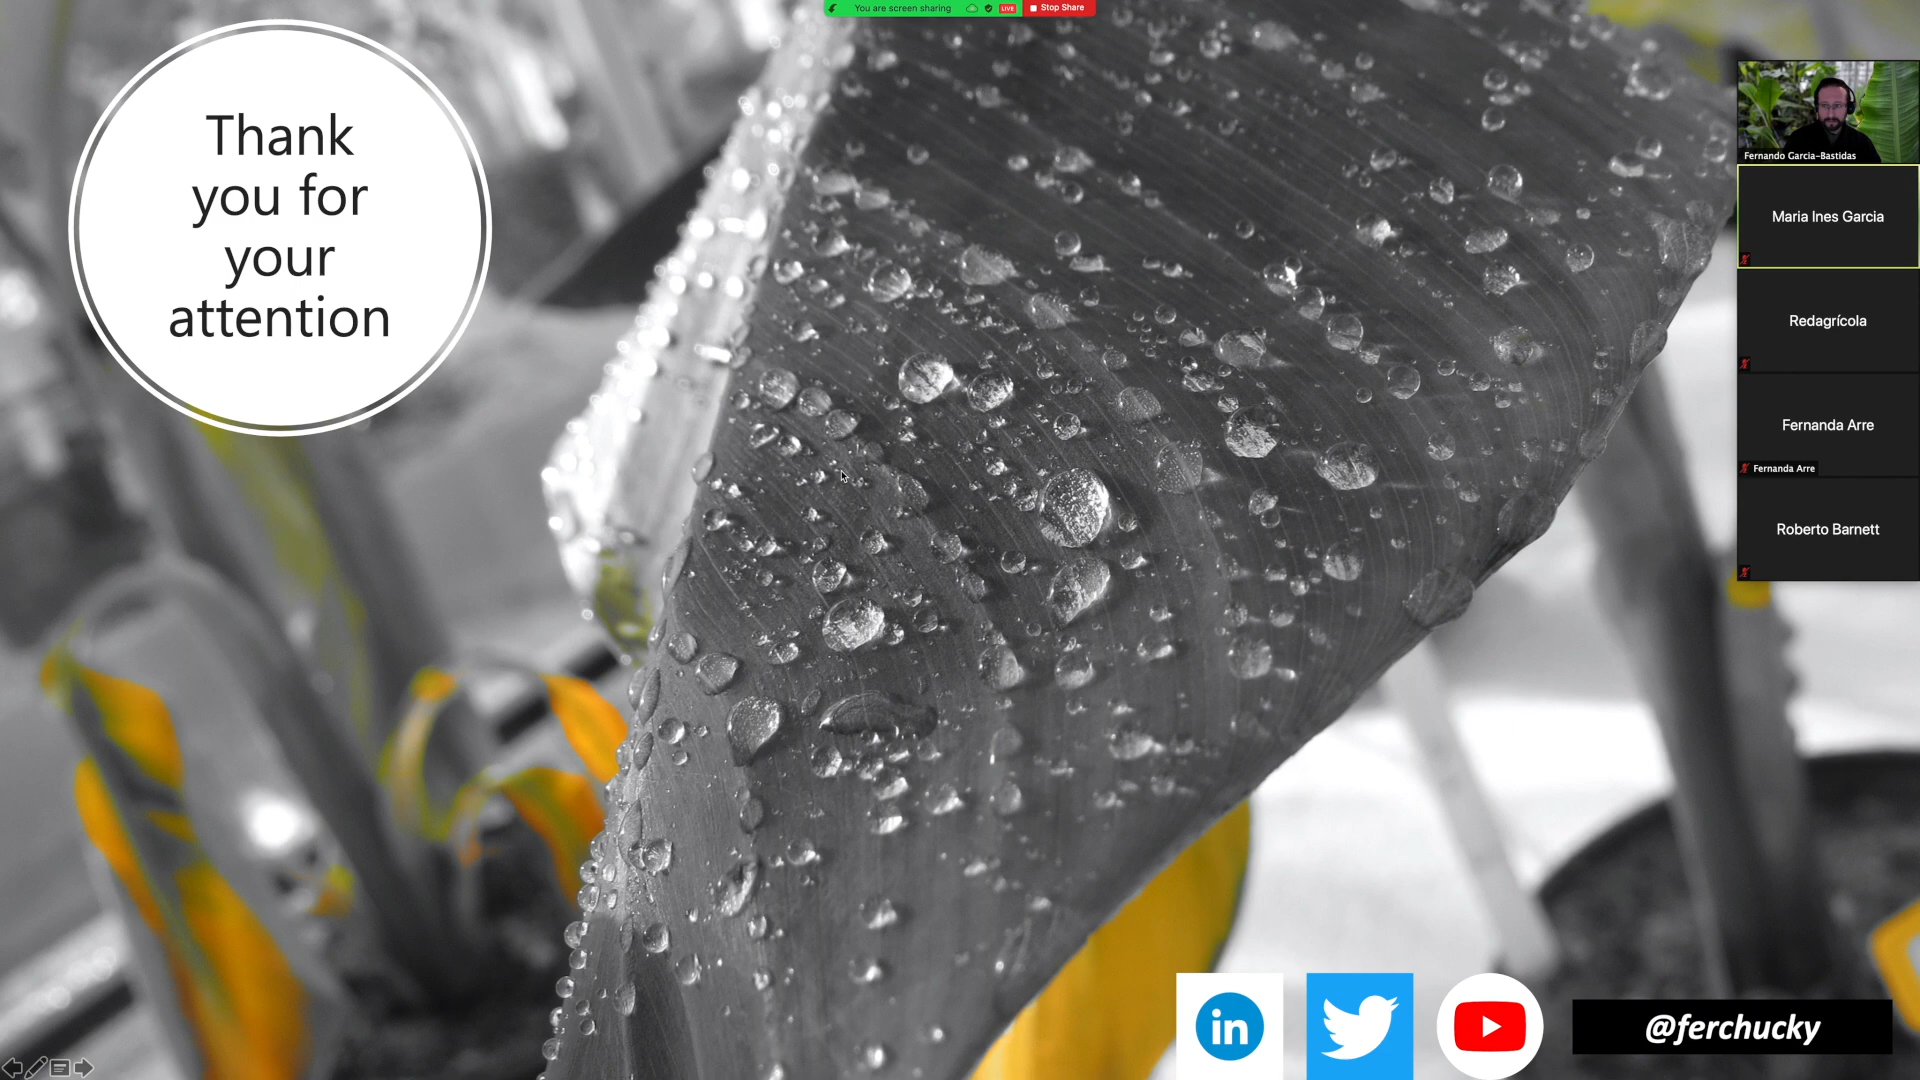 You are screen sharing
LIVE
Stop Share
Thank
you for
your
attention
Fernando Garcia-Bastidas
Maria Ines Garcia
Redagrícola
Fernanda Arre
Fernanda Arre
Roberto Barnett
in
@ferchucky